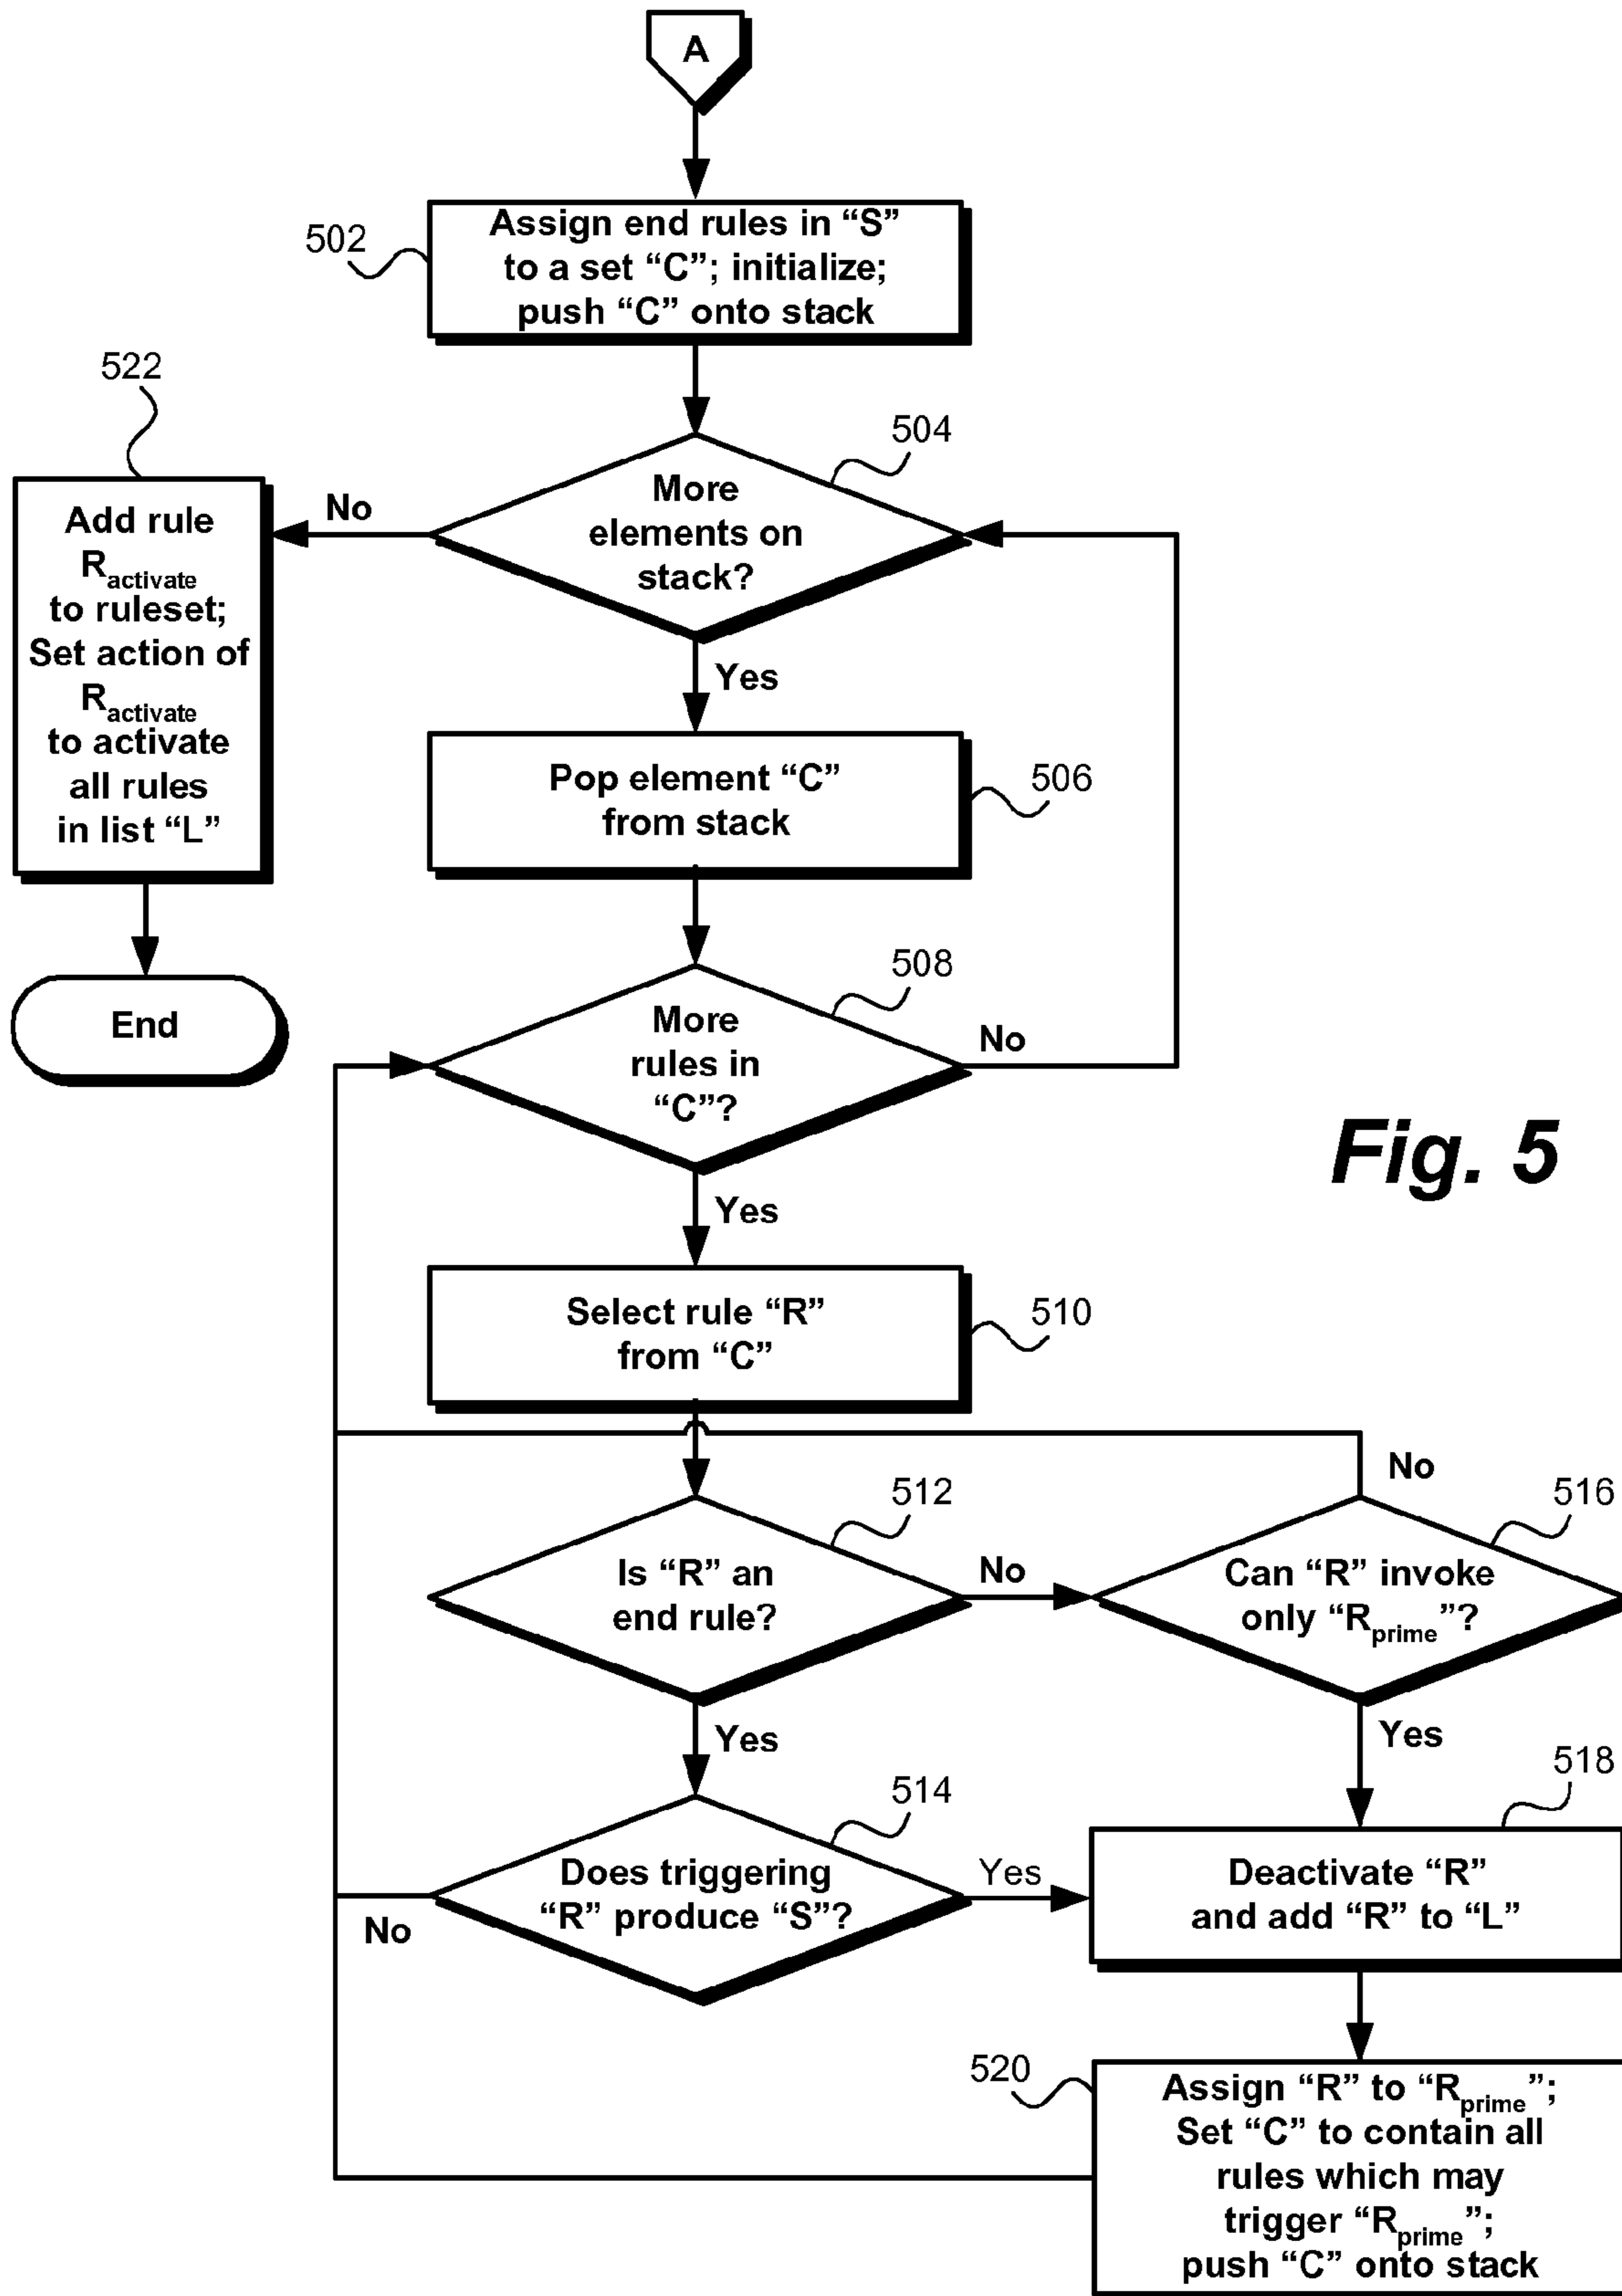 A
502
Assign end rules in “S”
to a set “C”; initialize;
push “C” onto stack
522
504
More
elements on
stack?
No
Add rule
Ractivate
to ruleset;
Set action of
Ractivate
to activate
all rules
in list “L”
Yes
Pop element “C”
from stack
506
End
508
More
rules in
“C”?
No
Fig. 5
Yes
Select rule “R”
from “C”
510
No
512
516
Is “R” an
end rule?
No
Can “R” invoke
only “Rprime”?
Yes
Yes
514
518
Does triggering
“R” produce “S”?
Yes
No
Deactivate “R”
and add “R” to “L”
520
Assign “R” to “Rprime”;
Set “C” to contain all
rules which may
trigger “Rprime”;
push “C” onto stack